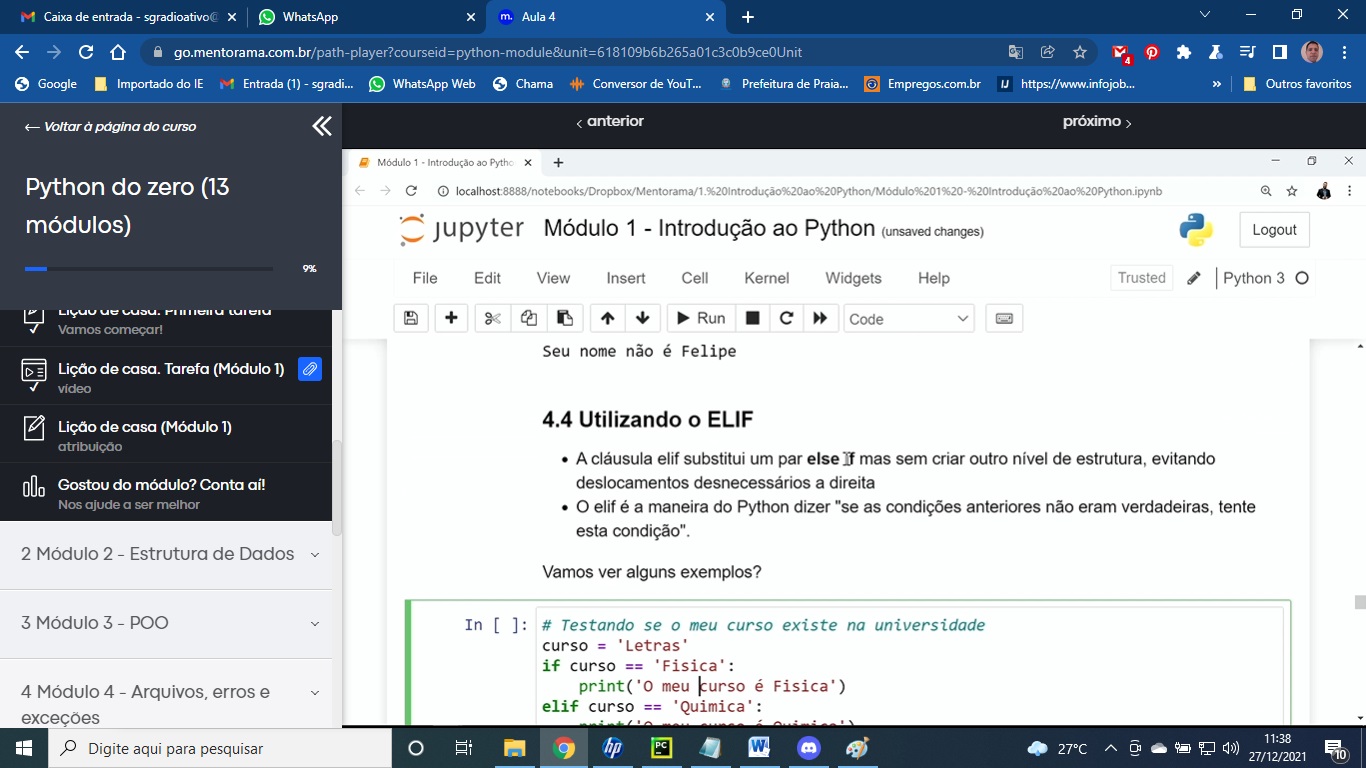 Caixa de entrada - sgradioativo@
WhatsApp
Aula 4
go.mentorama.com.br/path-player?courseid=python-module&unit=618109b6b265a01c3c0b9ce0Unit
4
Google
Importado do IE
Entrada (1) - sgradi...
WhatsApp Web
Chama
Conversor de YouT...
Prefeitura de Praia...
Empregos.com.br
https://www.infojob...
»
Outros favoritos
← Voltar à página do curso
Python do zero (13
módulos)
9%
Lição de casa. Primeira tarefa
Vamos começar!
Lição de casa. Tarefa (Módulo 1)
vídeo
Lição de casa (Módulo 1)
atribuição
Gostou do módulo? Conta aí!
Nos ajude a ser melhor
2 Módulo 2 - Estrutura de Dados
3 Módulo 3 - POO
4 Módulo 4 - Arquivos, erros e
exceções
‹ anterior
próximo ›
Módulo 1 - Introdução ao Pytho
localhost:8888/notebooks/Dropbox/Mentorama/1.%20Introdução%20ao%20Python/Módulo%201%20-%20Introdução%20ao%20Python.ipynb
jupyter Módulo 1 - Introdução ao Python (unsaved changes)
Logout
File Edit View Insert Cell Kernel Widgets Help
Trusted
Python 3
Run
Code
Seu nome não é Felipe
4.4 Utilizando o ELIF
• A cláusula elif substitui um par else if mas sem criar outro nível de estrutura, evitando
deslocamentos desnecessários a direita
• O elif é a maneira do Python dizer "se as condições anteriores não eram verdadeiras, tente
esta condição".
Vamos ver alguns exemplos?
In [ ]: # Testando se o meu curso existe na universidade
curso = 'Letras'
if curso == 'Fisica':
print('O meu curso é Fisica')
elif curso == 'Quimica':
print('O meu curso é Quimica')
Digite aqui para pesquisar
27°C
11:38
27/12/2021
10